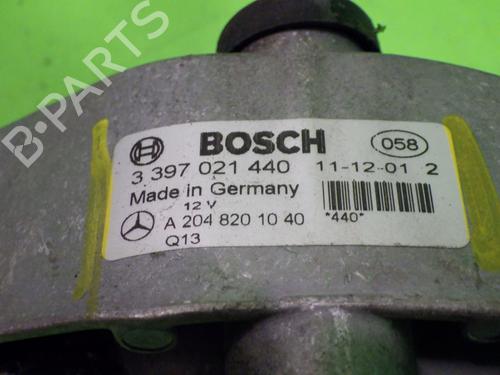 BOSCH 058
3 397 021 440 11-12-01 2
Made in Germany
12 V
A 204 820 10 40 *440*
Q13
B-PARTS